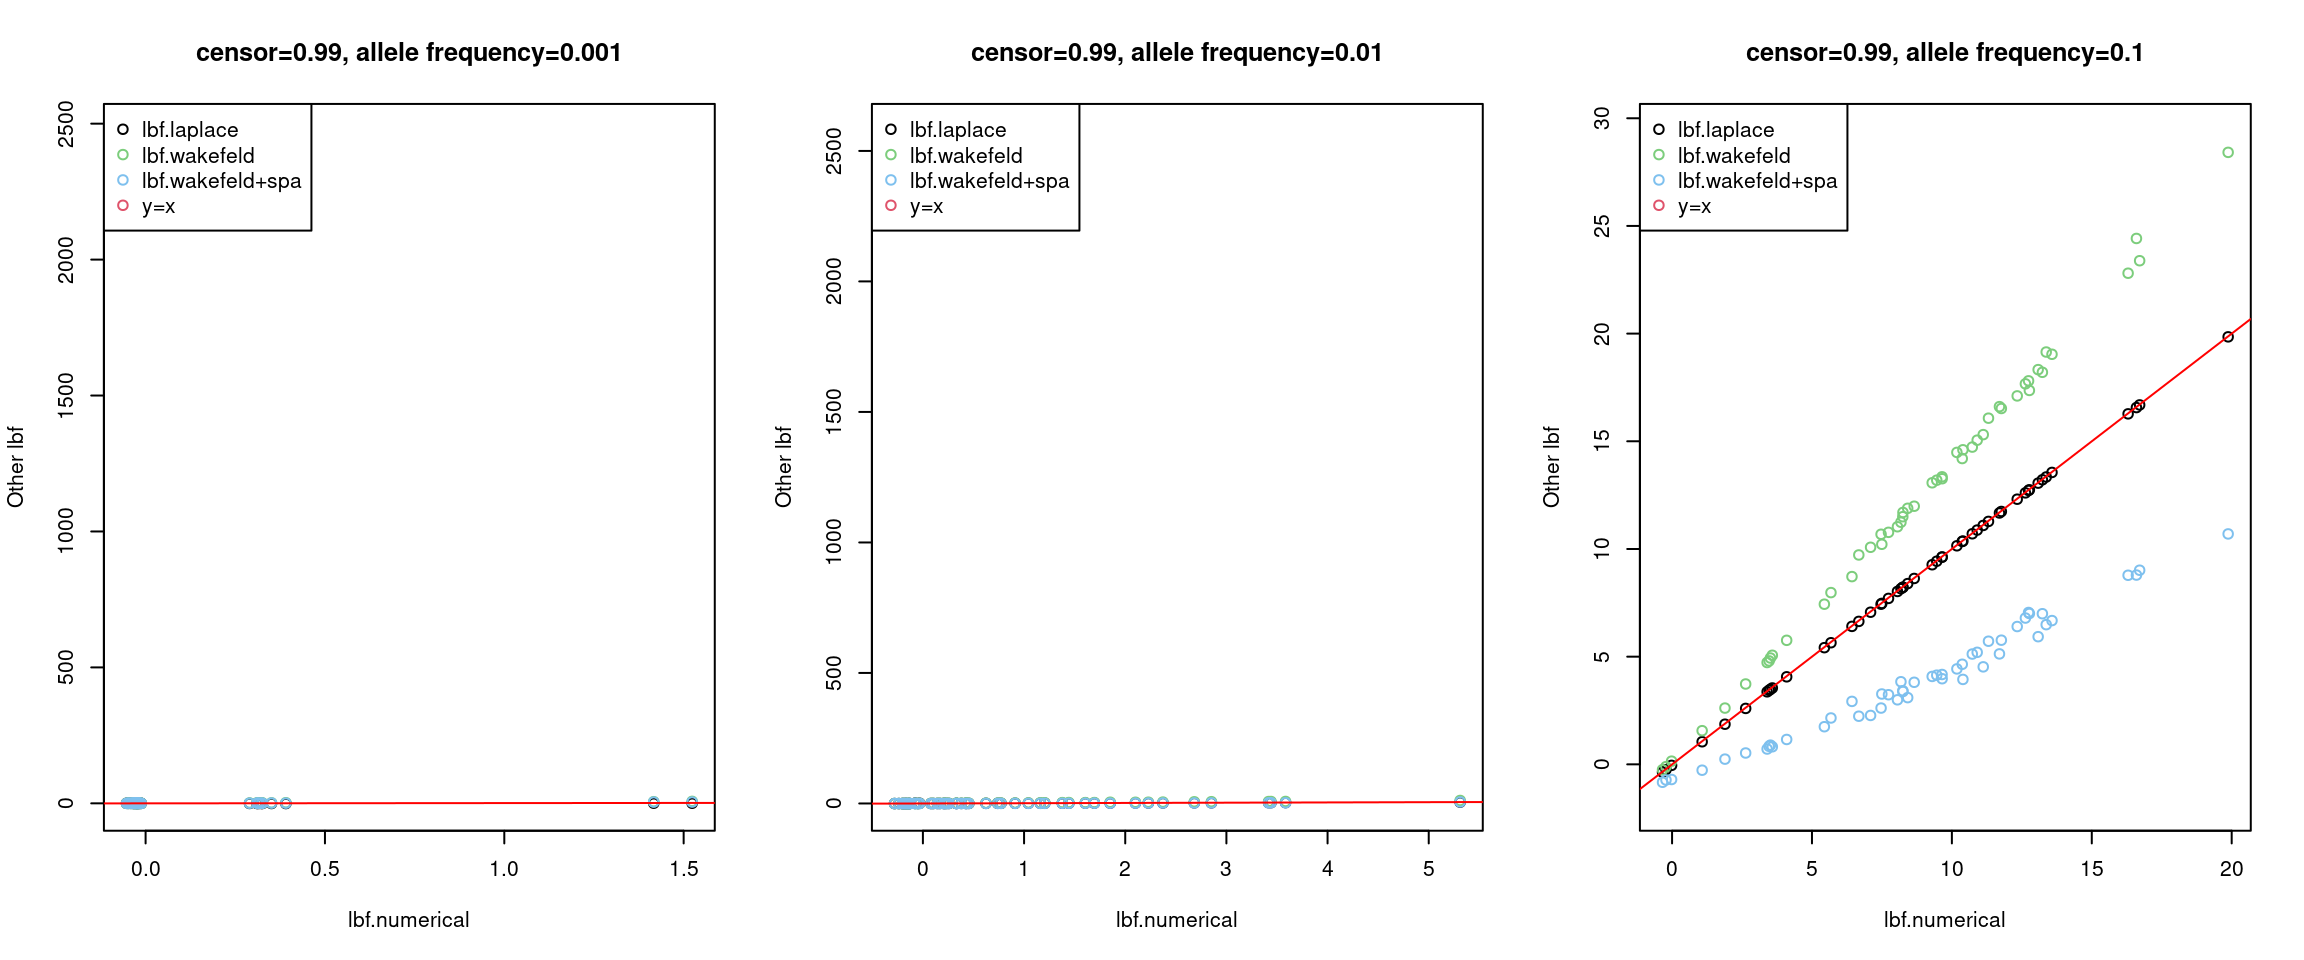 censor=0.99, allele frequency=0.001
lbf.laplace
lbf.wakefeld
lbf.wakefeld+spa
y=x
2500
2000
1500
1000
500
0
Other lbf
0.0 0.5 1.0 1.5
lbf.numerical
censor=0.99, allele frequency=0.01
lbf.laplace
lbf.wakefeld
lbf.wakefeld+spa
y=x
2500
2000
1500
1000
500
0
Other lbf
0 1 2 3 4 5
lbf.numerical
censor=0.99, allele frequency=0.1
lbf.laplace
lbf.wakefeld
lbf.wakefeld+spa
y=x
30
25
20
15
10
5
0
Other lbf
0 5 10 15 20
lbf.numerical